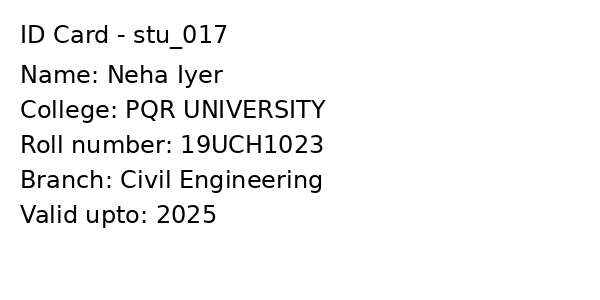 ID Card - stu_017
Name: Neha Iyer
College: PQR UNIVERSITY
Roll number: 19UCH1023
Branch: Civil Engineering
Valid upto: 2025